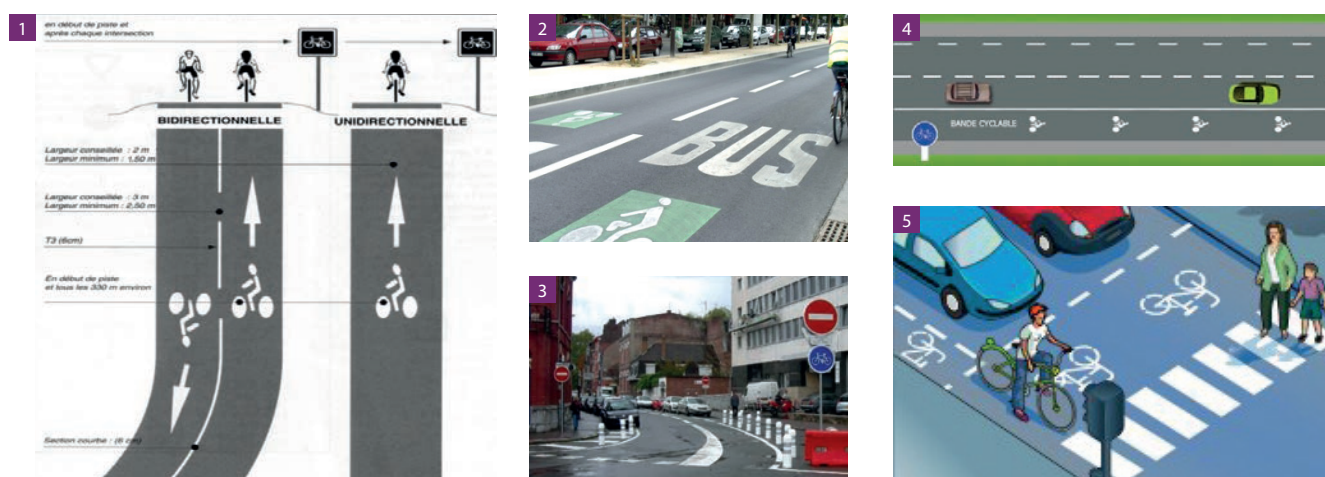 1
en début de piste et
après chaque intersection
BIDIRECTIONNELLE
UNIDIRECTIONNELLE
Largeur conseillée : 2 m
Largeur minimum : 1,50 m
Largeur conseillée : 3 m
Largeur minimum : 2,50 m
T3 (6cm)
En début de piste
et tous les 330 m environ
Section courbe : (6 cm)
2
BUS
3
4
BANDE CYCLABLE
5